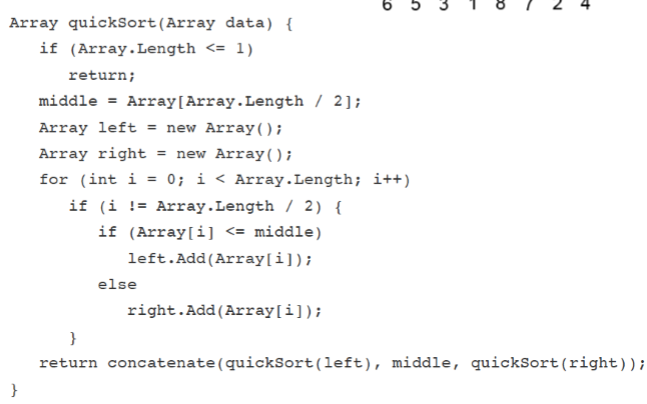 6 5 3 1 8 7 2 4
Array quickSort(Array data) {
if (Array.Length <= 1)
return;
middle = Array[Array.Length / 2];
Array left = new Array();
Array right = new Array();
for (int i = 0; i < Array.Length; i++)
if (i != Array.Length / 2) {
if (Array[i] <= middle)
left.Add(Array[i]);
else
right.Add(Array[i]);
}
return concatenate(quickSort(left), middle, quickSort(right));
}